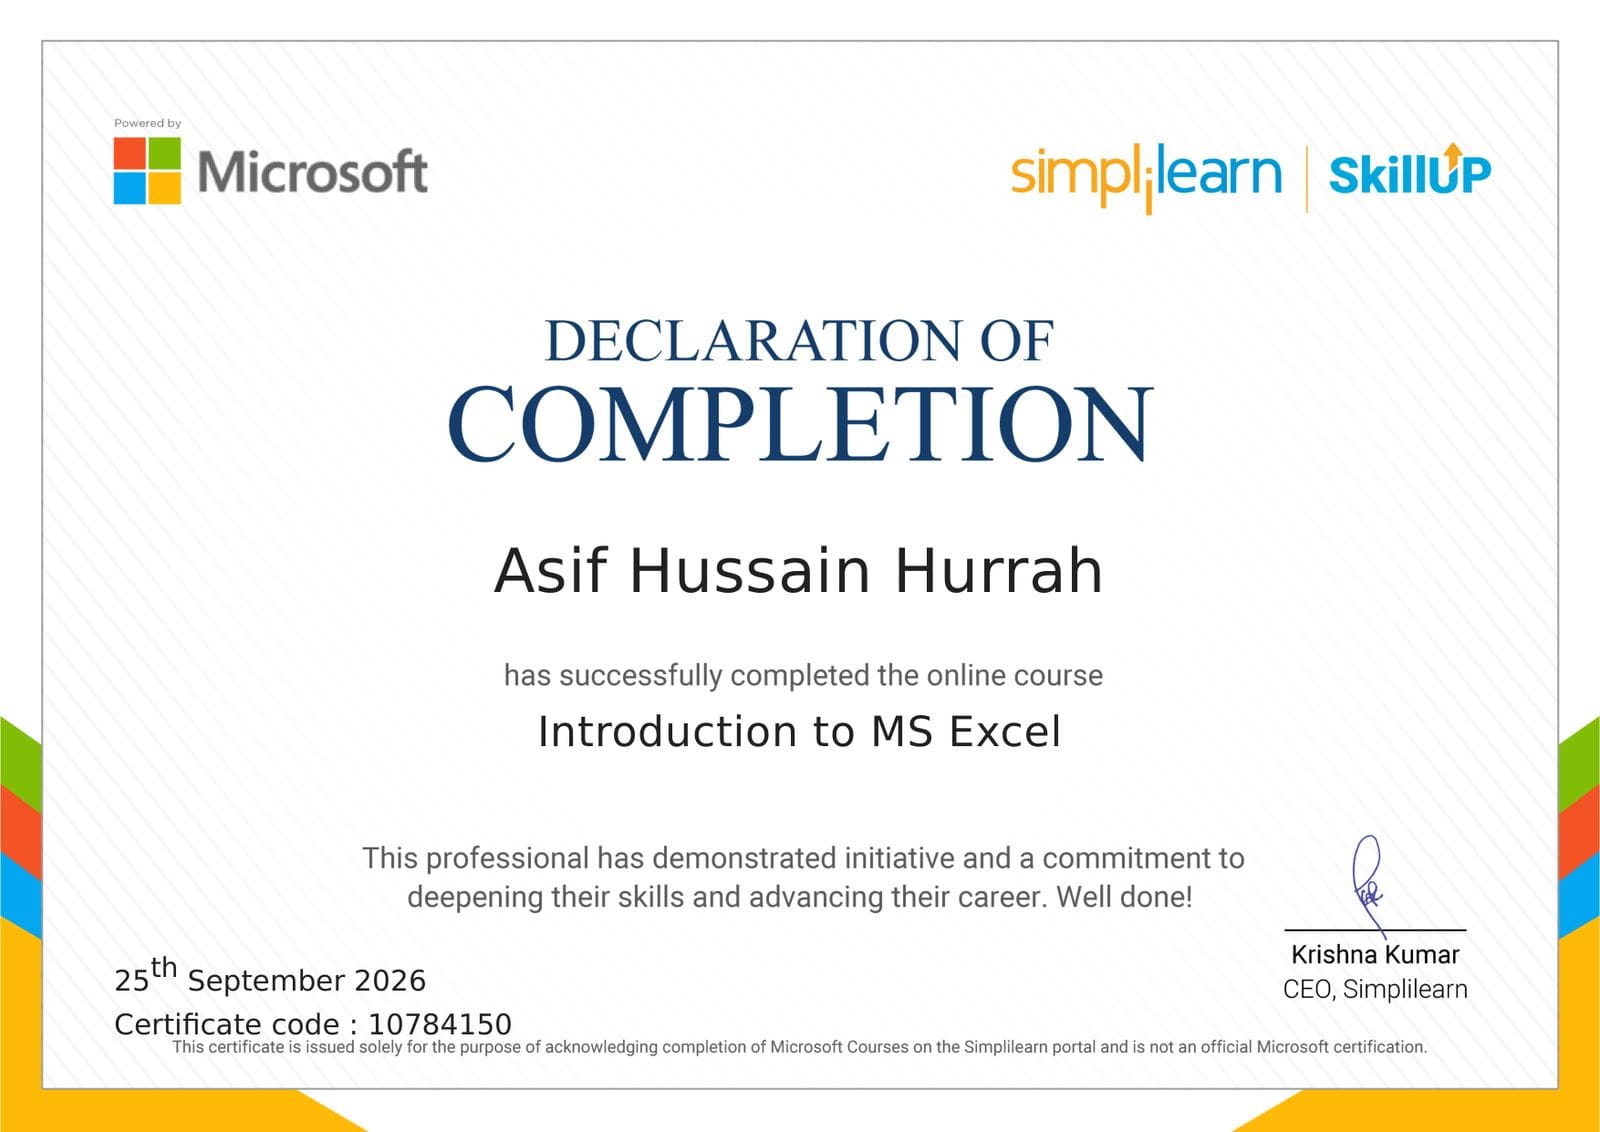 Powered by
Microsoft
simplilearn | SkillUP
DECLARATION OF
COMPLETION
Asif Hussain Hurrah
has successfully completed the online course
Introduction to MS Excel
This professional has demonstrated initiative and a commitment to
deepening their skills and advancing their career. Well done!
Krishna Kumar
CEO, Simplilearn
25th September 2026
Certificate code : 10784150
This certificate is issued solely for the purpose of acknowledging completion of Microsoft Courses on the Simplilearn portal and is not an official Microsoft certification.